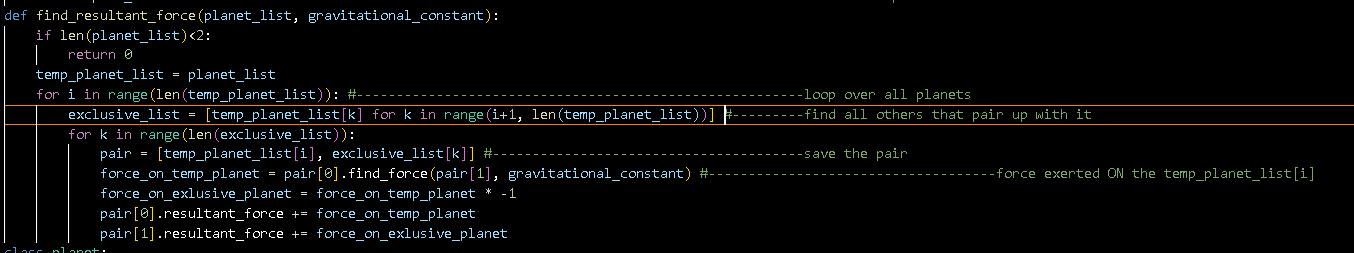 def find_resultant_force(planet_list, gravitational_constant):
    if len(planet_list)<2:
        return 0
    temp_planet_list = planet_list
    for i in range(len(temp_planet_list)): #--------------------------------------------------------loop over all planets
        exclusive_list = [temp_planet_list[k] for k in range(i+1, len(temp_planet_list))] #---------find all others that pair up with it
        for k in range(len(exclusive_list)):
            pair = [temp_planet_list[i], exclusive_list[k]] #---------------------------------------save the pair
            force_on_temp_planet = pair[0].find_force(pair[1], gravitational_constant) #------------------------------------force exerted ON the temp_planet_list[i]
            force_on_exlusive_planet = force_on_temp_planet * -1
            pair[0].resultant_force += force_on_temp_planet
            pair[1].resultant_force += force_on_exlusive_planet
class planet: